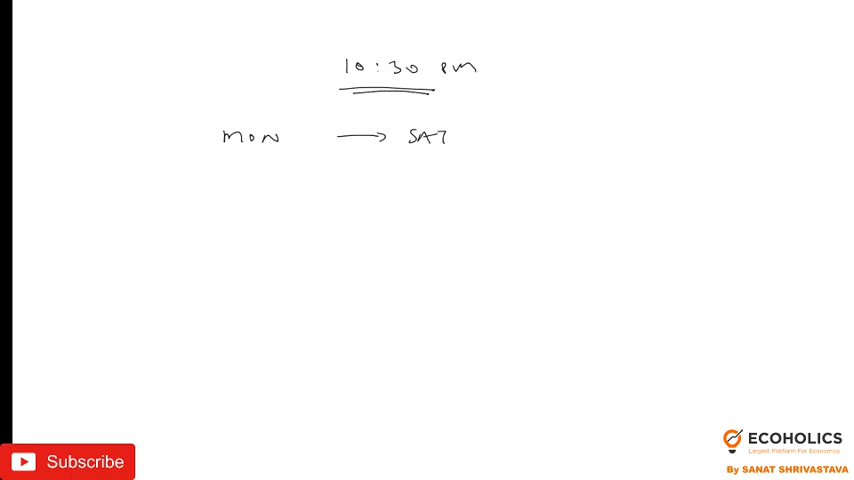 10:30 PM
MON → SAT
ECOHOLICS
Largest Platform For Economics
Subscribe
By SANAT SHRIVASTAVA